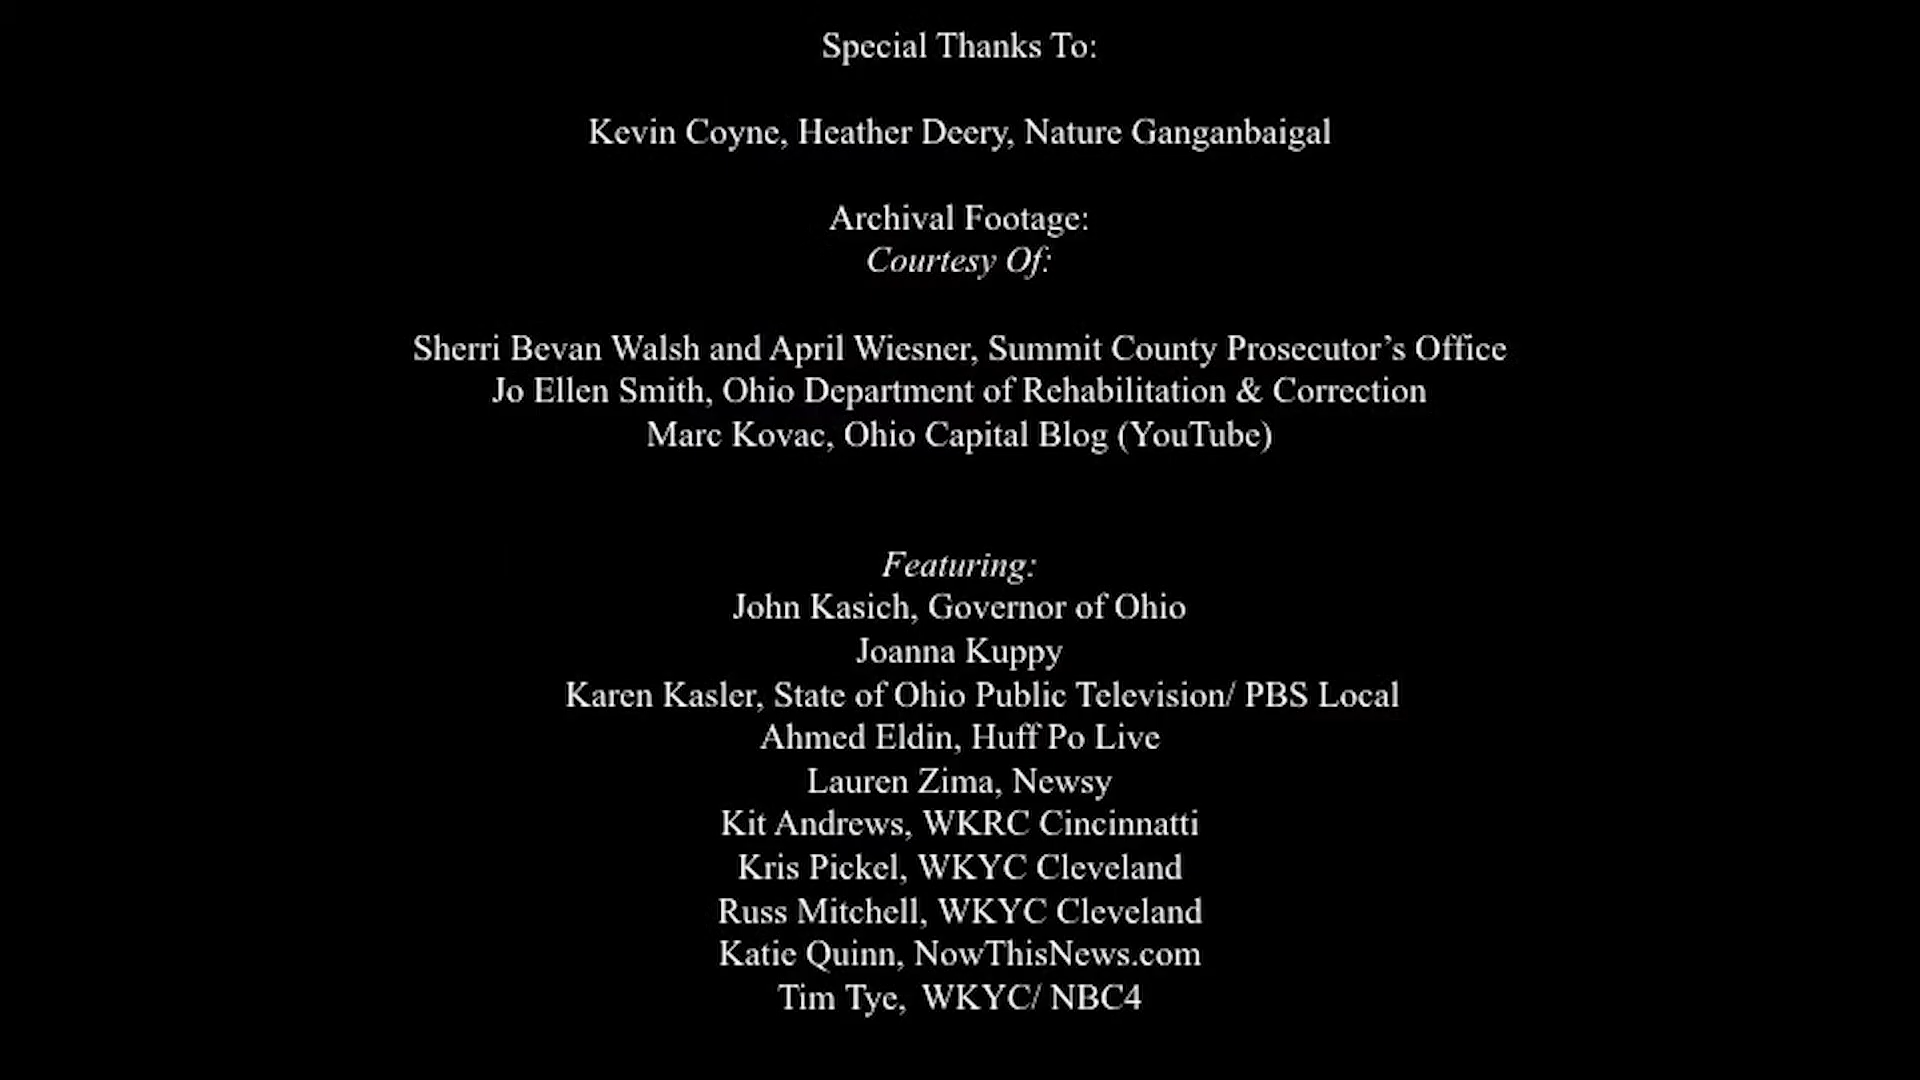 Special Thanks To:
Kevin Coyne, Heather Deery, Nature Ganganbaigal
Archival Footage:
Courtesy Of:
Sherri Bevan Walsh and April Wiesner, Summit County Prosecutor’s Office
Jo Ellen Smith, Ohio Department of Rehabilitation & Correction
Marc Kovac, Ohio Capital Blog (YouTube)
Featuring:
John Kasich, Governor of Ohio
Joanna Kuppy
Karen Kasler, State of Ohio Public Television/ PBS Local
Ahmed Eldin, Huff Po Live
Lauren Zima, Newsy
Kit Andrews, WKRC Cincinnatti
Kris Pickel, WKYC Cleveland
Russ Mitchell, WKYC Cleveland
Katie Quinn, NowThisNews.com
Tim Tye, WKYC/ NBC4